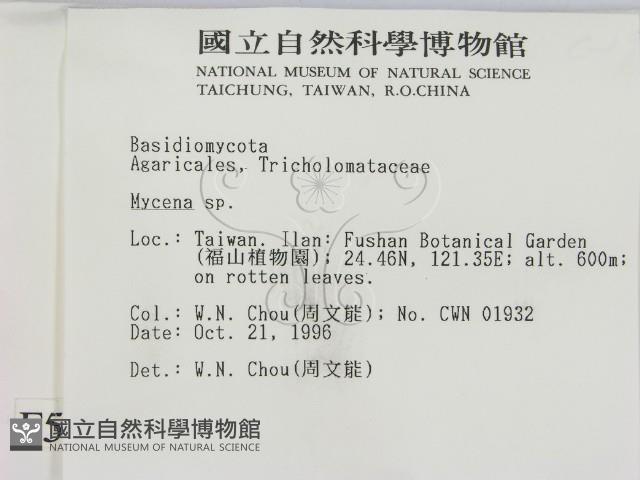 國立自然科學博物館
NATIONAL MUSEUM OF NATURAL SCIENCE
TAICHUNG, TAIWAN, R.O.CHINA
Basidiomycota
Agaricales, Tricholomataceae
Mycena sp.
Loc.: Taiwan. Ilan: Fushan Botanical Garden
(福山植物園); 24.46N, 121.35E; alt. 600m;
on rotten leaves.
Col.: W.N. Chou(周文能); No. CWN 01932
Date: Oct. 21, 1996
Det.: W.N. Chou(周文能)
國立自然科學博物館
NATIONAL MUSEUM OF NATURAL SCIENCE